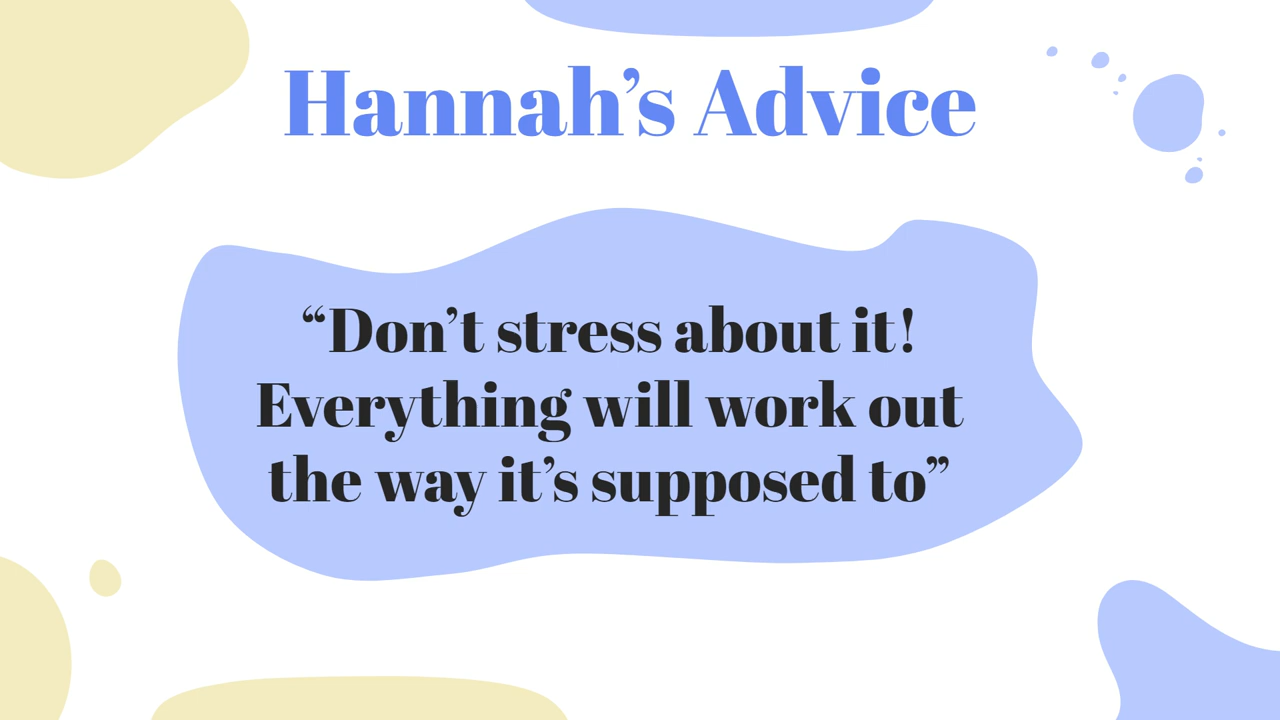 Hannah’s Advice
“Don’t stress about it!
Everything will work out
the way it’s supposed to”